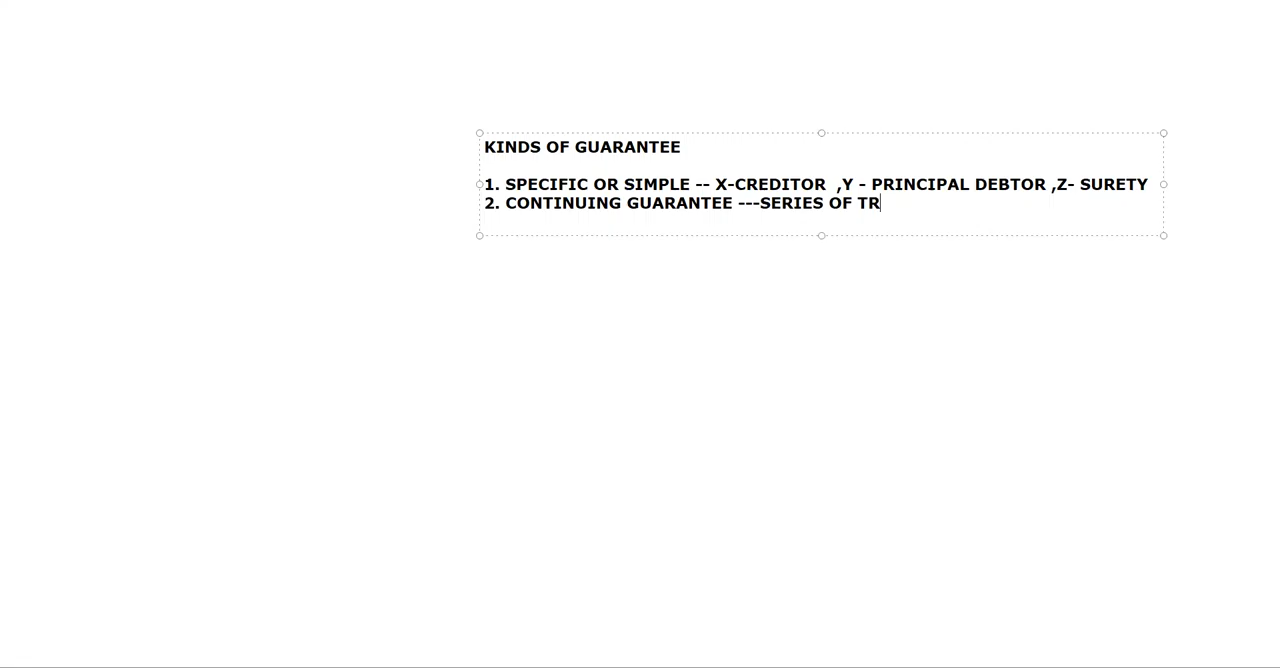 KINDS OF GUARANTEE
1. SPECIFIC OR SIMPLE -- X-CREDITOR  ,Y - PRINCIPAL DEBTOR ,Z- SURETY
2. CONTINUING GUARANTEE ---SERIES OF TR